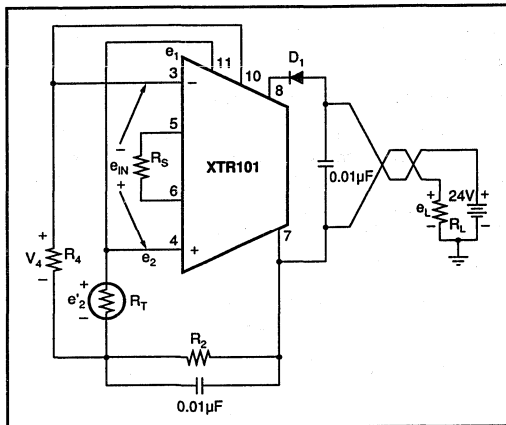 e1
11
10
D1
3
−
8
5
−
eIN
RS
XTR101
0.01μF
+
6
+
24V
+
eL
RL
−
−
4
+
7
e2
+
V4
R4
−
+
e'2
RT
−
R2
0.01μF